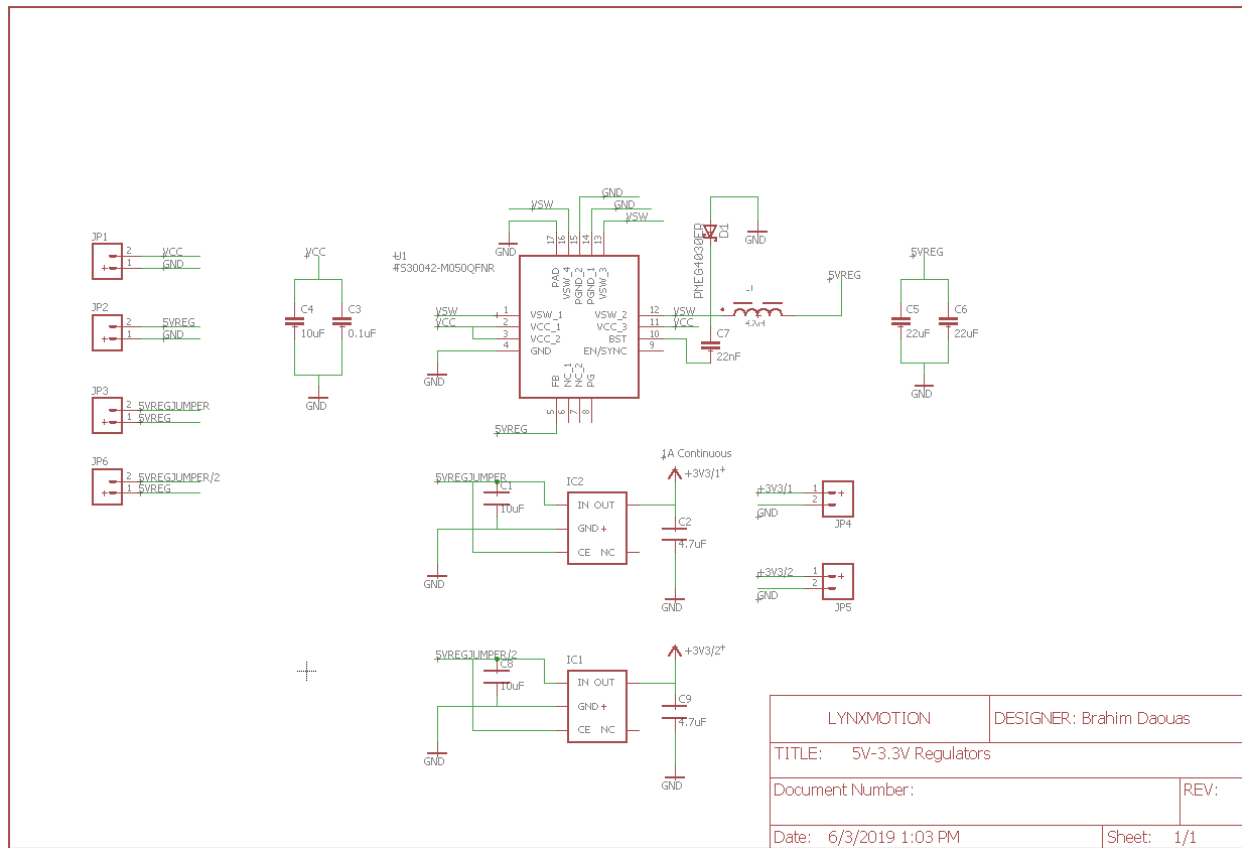 JP1
2 VCC
1 GND
JP2
2 5VREG
1 GND
JP3
2 5VREGJUMPER
1 5VREG
JP6
2 5VREGJUMPER/2
1 5VREG
VCC
C4
10uF
C3
0.1uF
GND
U1
TS30042-M050QFNR
VSW
GND
GND
GND
VSW
17 16 15 14 13
PAD VSW_4 PGND_2 PGND_1 VSW_3
VSW 1 VSW_1
VCC 2 VCC_1
3 VCC_2
4 GND
GND
VSW_2 12 VSW
VCC_3 11 VCC
BST 10
EN/SYNC 9
FB NC_1 NC_2 PG
5 6 7 8
5VREG
D1
GND
C7
22nF
5VREG
5VREG
C5
22uF
C6
22uF
GND
1A Continuous
+3V3/1
5VREGJUMPER
C1
10uF
IC2
IN OUT
GND
CE NC
C2
4.7uF
GND
GND
+3V3/1 1
GND 2
JP4
+3V3/2 1
GND 2
JP5
+3V3/2
5VREGJUMPER/2
C8
10uF
IC1
IN OUT
GND
CE NC
C9
4.7uF
GND
GND
LYNXMOTION
DESIGNER: Brahim Daouas
TITLE: 5V-3.3V Regulators
Document Number:
REV:
Date: 6/3/2019 1:03 PM
Sheet: 1/1